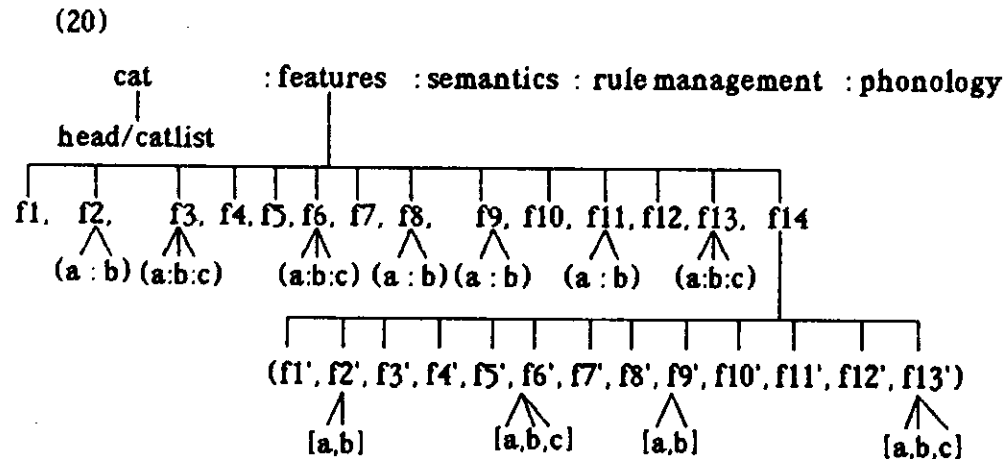 (20)
cat : features : semantics : rule management : phonology
head/catlist
f1, f2, f3, f4, f5, f6, f7, f8, f9, f10, f11, f12, f13, f14
(a : b) (a:b:c) (a:b:c) (a : b) (a : b) (a : b) (a:b:c)
(f1', f2', f3', f4', f5', f6', f7', f8', f9', f10', f11', f12', f13')
[a,b] [a,b,c] [a,b] [a,b,c]